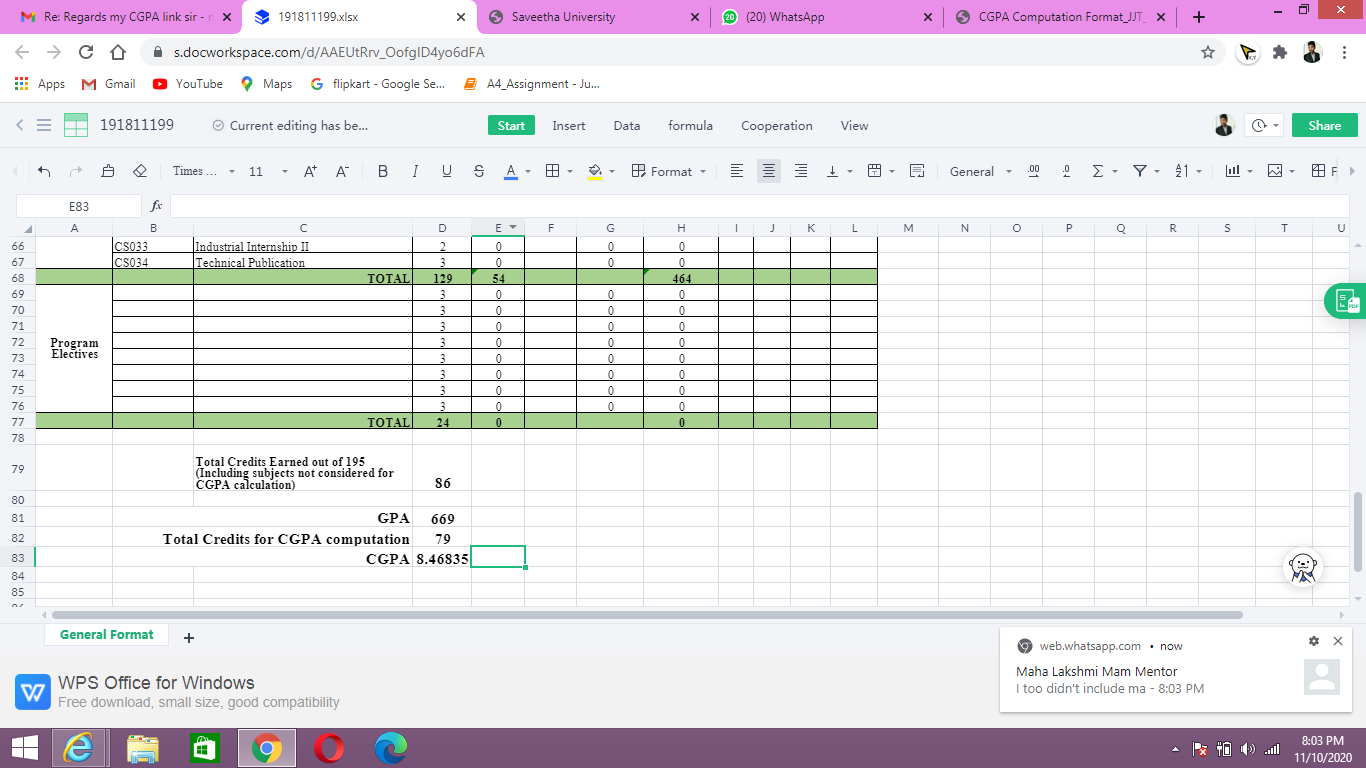 Re: Regards my CGPA link sir - r
191811199.xlsx
Saveetha University
20
(20) WhatsApp
CGPA Computation Format_JJT_
s.docworkspace.com/d/AAEUtRrv_OofgID4yo6dFA
Apps
Gmail
YouTube
Maps
flipkart - Google Se...
A4_Assignment - Ju...
191811199
Current editing has be...
Start
Insert
Data
formula
Cooperation
View
Share
Times ...
11
A+
A-
B
I
U
S
A
Format
General
.00
.0
F
E83
fx
A B C D E F G H I J K L M N O P Q R S T U
66 CS033 Industrial Internship II 2 0 0 0
67 CS034 Technical Publication 3 0 0 0
68 TOTAL 129 54 464
69 3 0 0 0
70 3 0 0 0
71 3 0 0 0
72 Program 3 0 0 0
Electives
73 3 0 0 0
74 3 0 0 0
75 3 0 0 0
76 3 0 0 0
77 TOTAL 24 0 0
78
Total Credits Earned out of 195
79 (Including subjects not considered for
CGPA calculation) 86
80
81 GPA 669
82 Total Credits for CGPA computation 79
83 CGPA 8.46835
84
85
General Format
+
web.whatsapp.com • now
Maha Lakshmi Mam Mentor
I too didn't include ma - 8:03 PM
W
WPS Office for Windows
Free download, small size, good compatibility
8:03 PM
11/10/2020